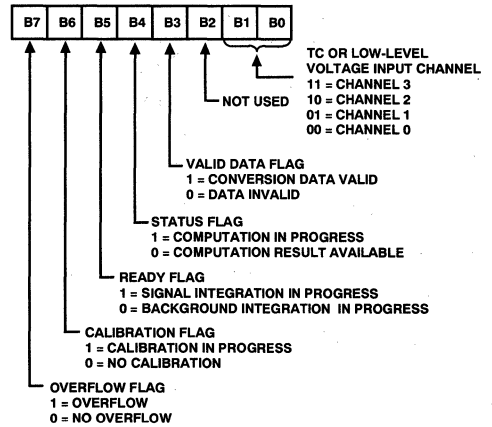 B7 B6 B5 B4 B3 B2 B1 B0
TC OR LOW-LEVEL
VOLTAGE INPUT CHANNEL
11 = CHANNEL 3
10 = CHANNEL 2
01 = CHANNEL 1
00 = CHANNEL 0
NOT USED
VALID DATA FLAG
1 = CONVERSION DATA VALID
0 = DATA INVALID
STATUS FLAG
1 = COMPUTATION IN PROGRESS
0 = COMPUTATION RESULT AVAILABLE
READY FLAG
1 = SIGNAL INTEGRATION IN PROGRESS
0 = BACKGROUND INTEGRATION IN PROGRESS
CALIBRATION FLAG
1 = CALIBRATION IN PROGRESS
0 = NO CALIBRATION
OVERFLOW FLAG
1 = OVERFLOW
0 = NO OVERFLOW